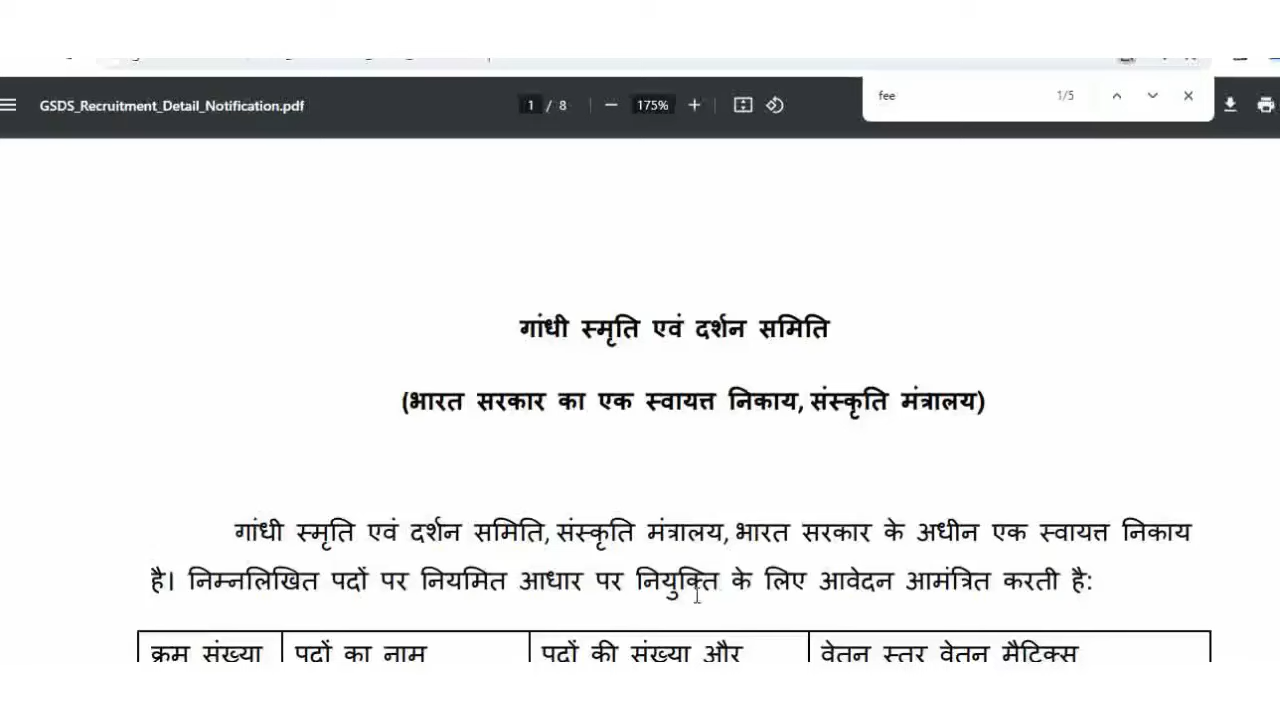 GSDS_Recruitment_Detail_Notification.pdf
1 / 8
175%
fee
1/5
गांधी स्मृति एवं दर्शन समिति
(भारत सरकार का एक स्वायत्त निकाय, संस्कृति मंत्रालय)
गांधी स्मृति एवं दर्शन समिति, संस्कृति मंत्रालय, भारत सरकार के अधीन एक स्वायत्त निकाय
है। निम्नलिखित पदों पर नियमित आधार पर नियुक्ति के लिए आवेदन आमंत्रित करती है:
क्रम संख्या पदों का नाम पदों की संख्या और वेतन स्तर वेतन मैटिक्स